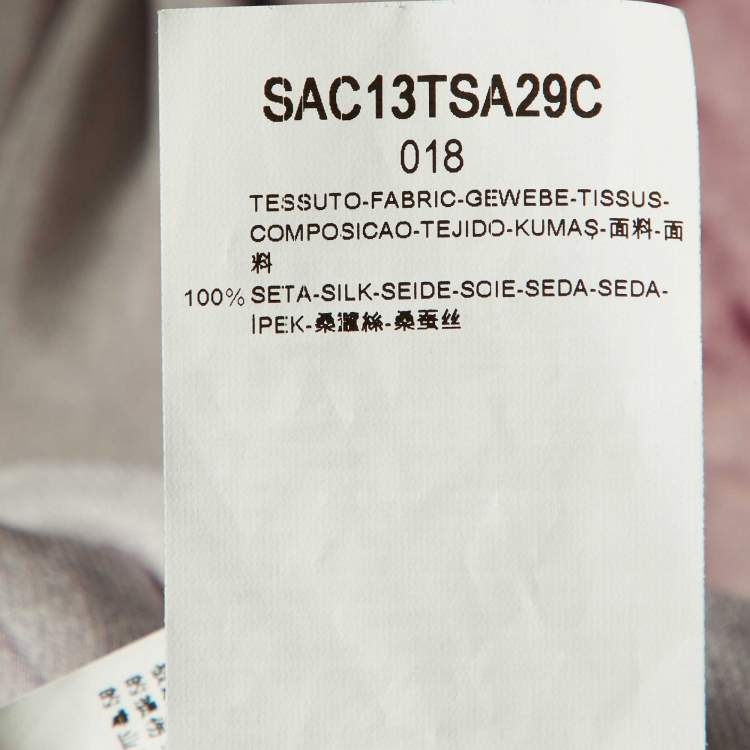 SAC13TSA29C
018
TESSUTO-FABRIC-GEWEBE-TISSUS-
COMPOSICAO-TEJIDO-KUMAŞ-面料-面
料
100% SETA-SILK-SEIDE-SOIE-SEDA-SEDA-
İPEK-桑蠶絲-桑蚕丝